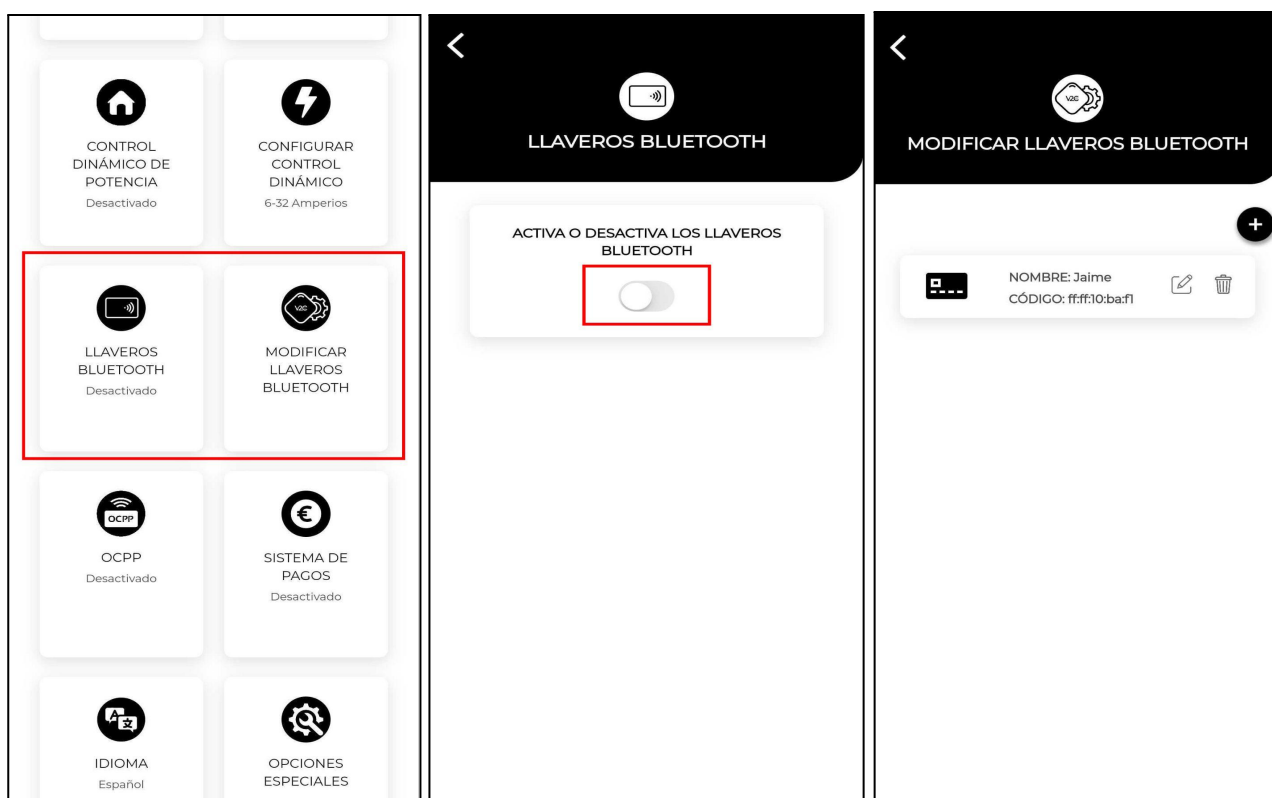 CONTROL
DINÁMICO DE
POTENCIA
Desactivado
CONFIGURAR
CONTROL
DINÁMICO
6-32 Amperios
LLAVEROS
BLUETOOTH
Desactivado
V2C
MODIFICAR
LLAVEROS
BLUETOOTH
OCPP
OCPP
Desactivado
€
SISTEMA DE
PAGOS
Desactivado
A
文
IDIOMA
Español
OPCIONES
ESPECIALES
LLAVEROS BLUETOOTH
ACTIVA O DESACTIVA LOS LLAVEROS
BLUETOOTH
V2C
MODIFICAR LLAVEROS BLUETOOTH
+
NOMBRE: Jaime
CÓDIGO: ff:ff:10:ba:f1